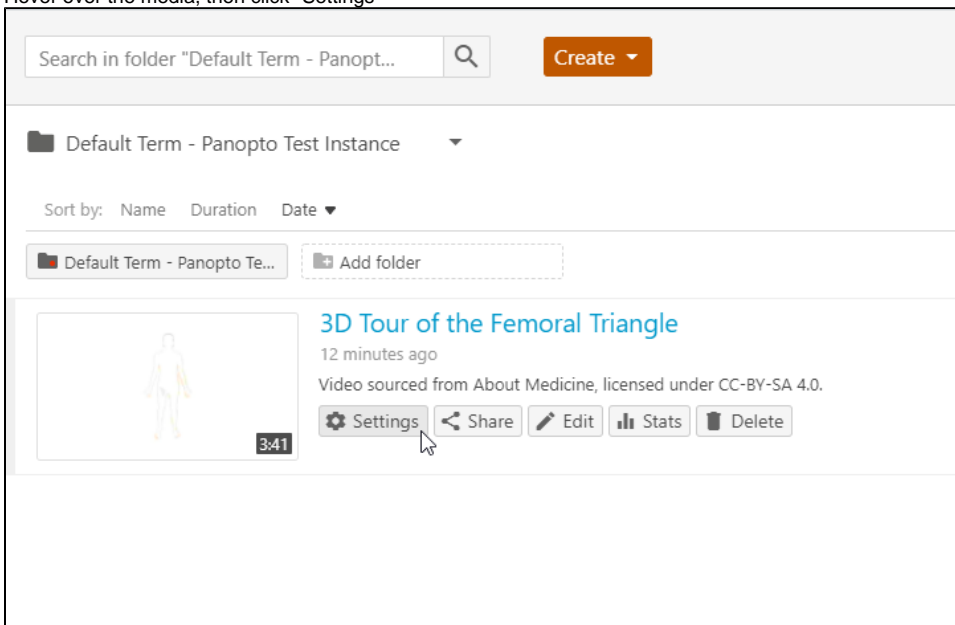 Hover over the media, then click "Settings"
Search in folder "Default Term - Panopt...
Create
Default Term - Panopto Test Instance
Sort by: Name Duration Date
Default Term - Panopto Te...
Add folder
3D Tour of the Femoral Triangle
12 minutes ago
Video sourced from About Medicine, licensed under CC-BY-SA 4.0.
3:41
Settings Share Edit Stats Delete